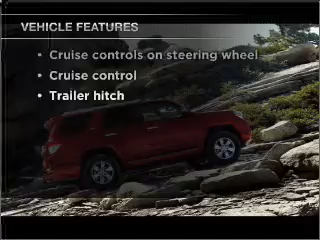 VEHICLE FEATURES
• Cruise controls on steering wheel
• Cruise control
• Trailer hitch